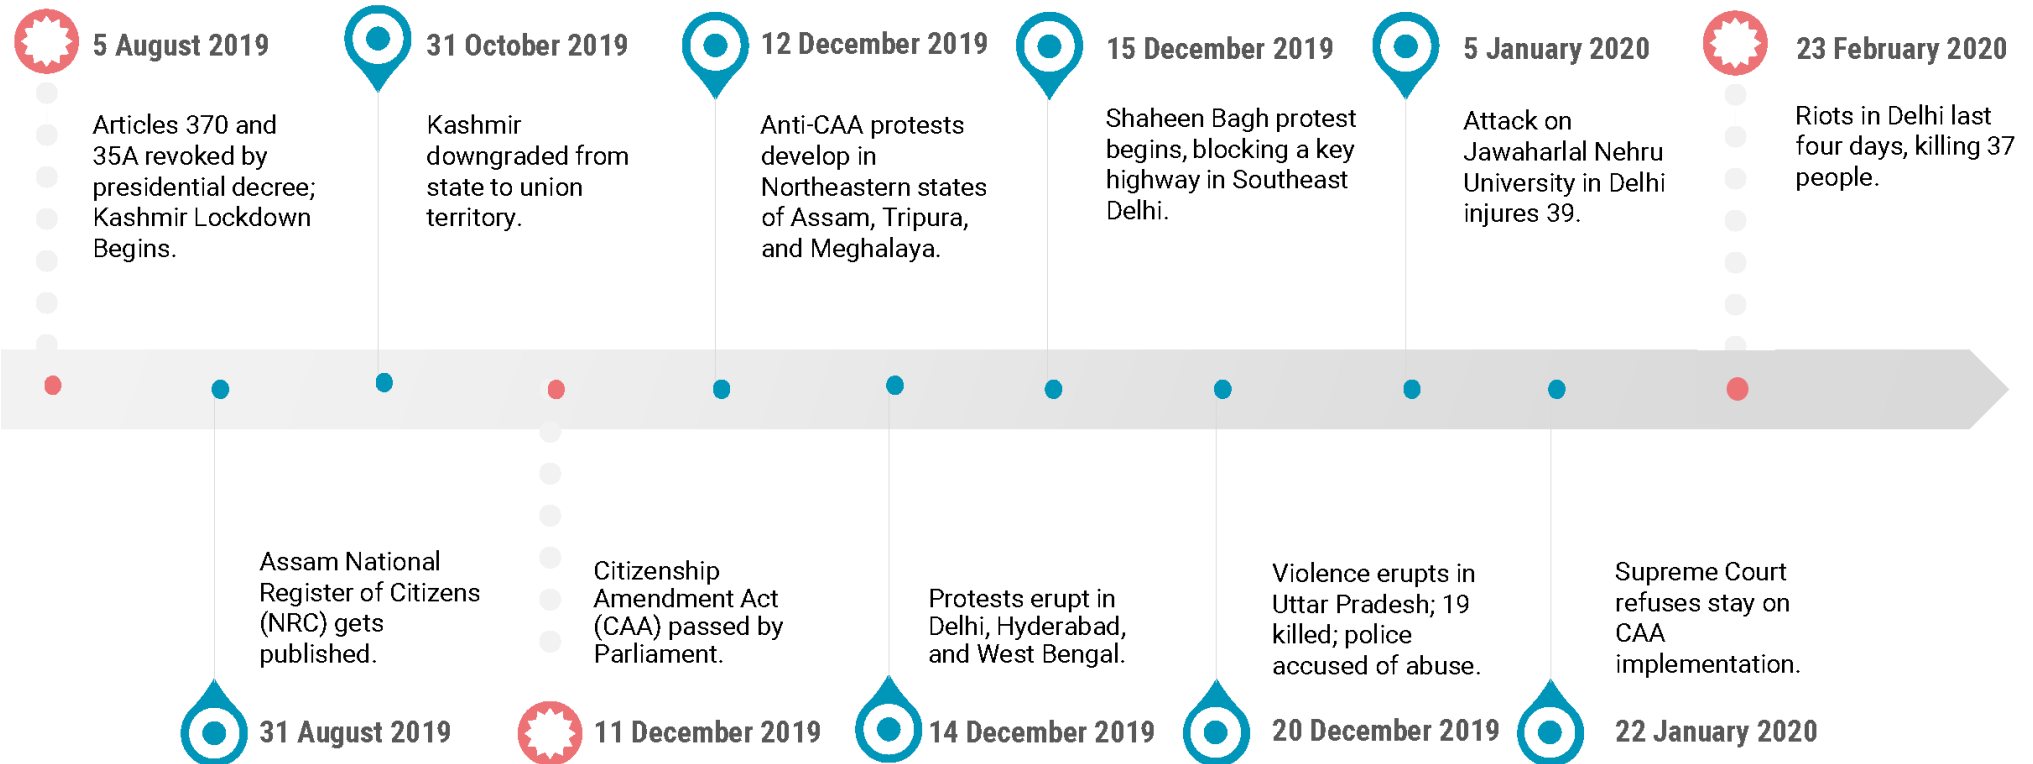 5 August 2019
Articles 370 and
35A revoked by
presidential decree;
Kashmir Lockdown
Begins.
31 October 2019
Kashmir
downgraded from
state to union
territory.
12 December 2019
Anti-CAA protests
develop in
Northeastern states
of Assam, Tripura,
and Meghalaya.
15 December 2019
Shaheen Bagh protest
begins, blocking a key
highway in Southeast
Delhi.
5 January 2020
Attack on
Jawaharlal Nehru
University in Delhi
injures 39.
23 February 2020
Riots in Delhi last
four days, killing 37
people.
Assam National
Register of Citizens
(NRC) gets
published.
31 August 2019
Citizenship
Amendment Act
(CAA) passed by
Parliament.
11 December 2019
Protests erupt in
Delhi, Hyderabad,
and West Bengal.
14 December 2019
Violence erupts in
Uttar Pradesh; 19
killed; police
accused of abuse.
20 December 2019
Supreme Court
refuses stay on
CAA
implementation.
22 January 2020